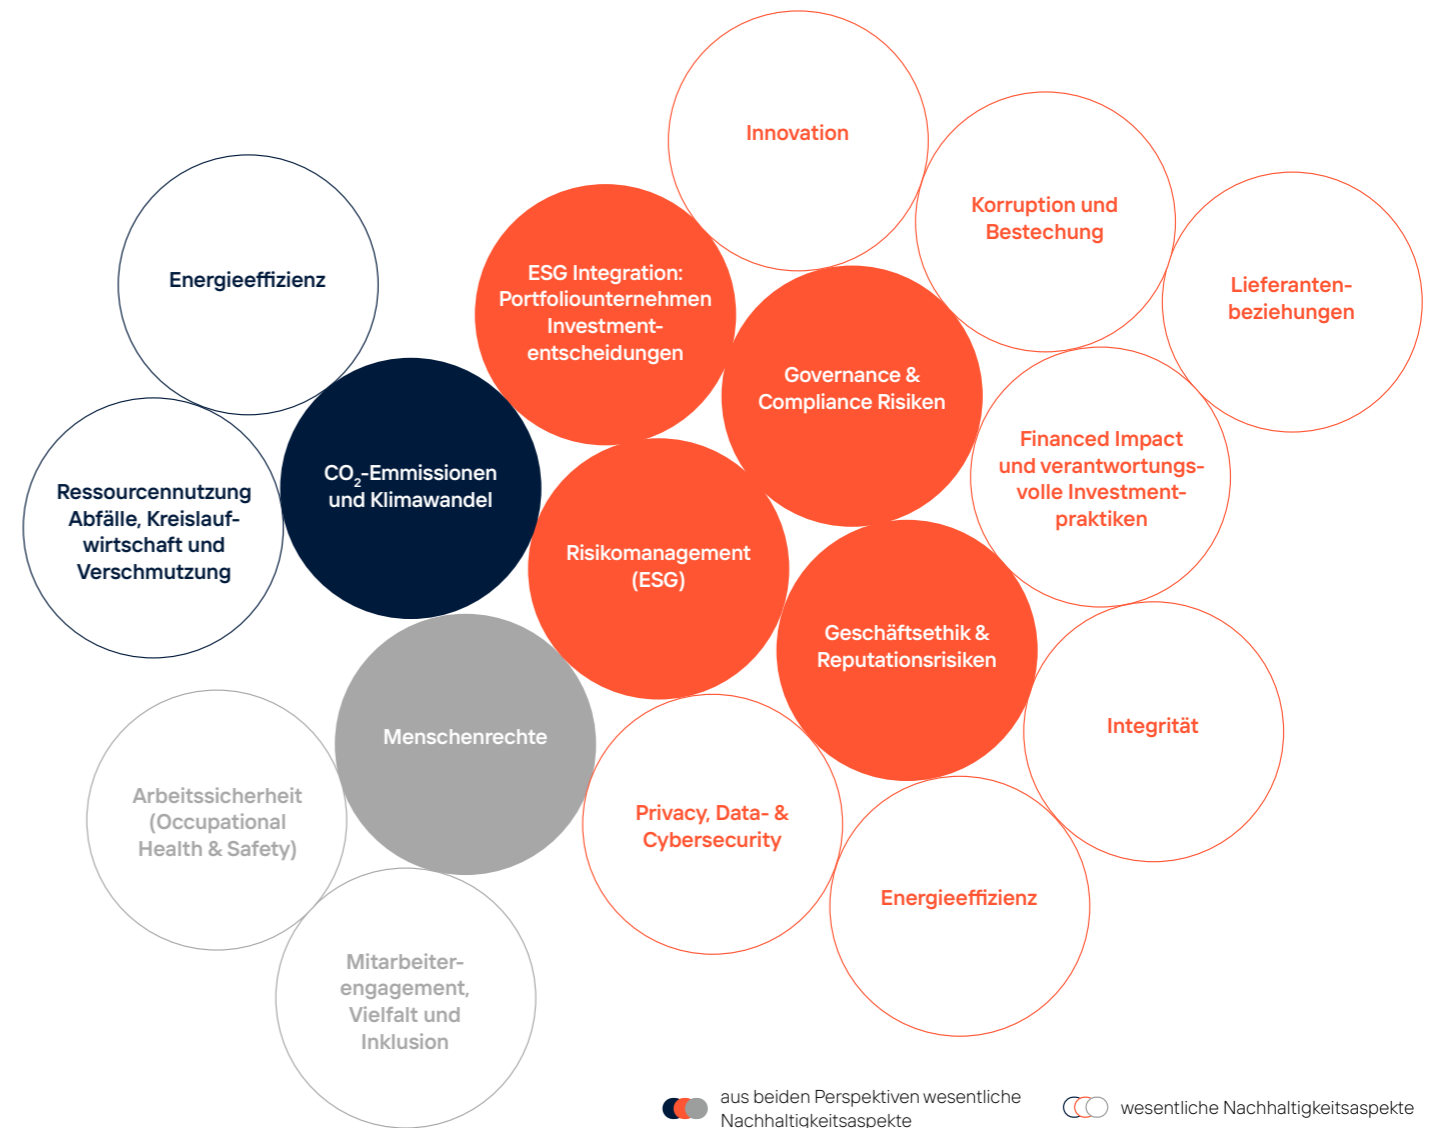 Innovation
Korruption und
Bestechung
Lieferanten-
beziehungen
Energieeffizienz
ESG Integration:
Portfoliounternehmen
Investment-
entscheidungen
Governance &
Compliance Risiken
Financed Impact
und verantwortungs-
volle Investment-
praktiken
CO₂-Emmissionen
und Klimawandel
Ressourcennutzung
Abfälle, Kreislauf-
wirtschaft und
Verschmutzung
Risikomanagement
(ESG)
Geschäftsethik &
Reputationsrisiken
Menschenrechte
Integrität
Arbeitssicherheit
(Occupational
Health & Safety)
Privacy, Data- &
Cybersecurity
Energieeffizienz
Mitarbeiter-
engagement,
Vielfalt und
Inklusion
aus beiden Perspektiven wesentliche
Nachhaltigkeitsaspekte
wesentliche Nachhaltigkeitsaspekte